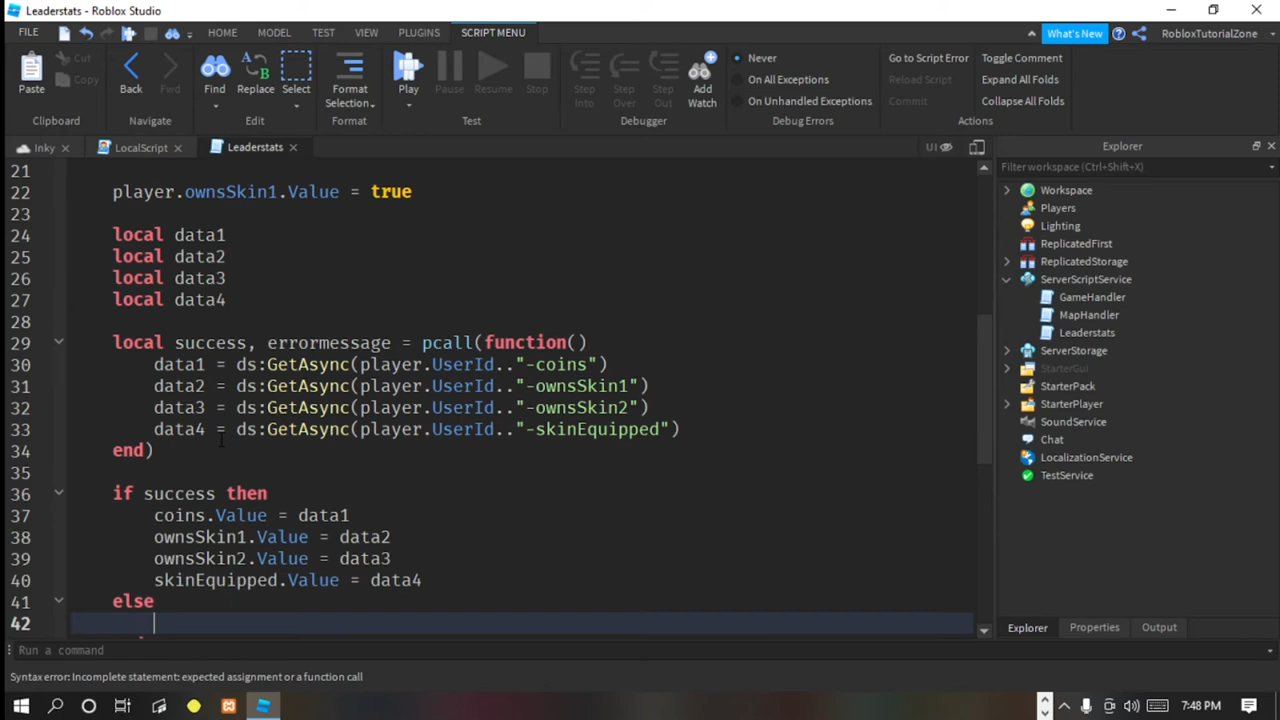 Leaderstats - Roblox Studio
FILE HOME MODEL TEST VIEW PLUGINS SCRIPT MENU What's New RobloxTutorialZone
Paste Cut Copy Back Fwd Find Replace Select Format Selection Play Pause Resume Stop Step Into Step Over Step Out Add Watch
Never
On All Exceptions
On Unhandled Exceptions
Go to Script Error
Reload Script
Commit
Toggle Comment
Expand All Folds
Collapse All Folds
Clipboard Navigate Edit Format Test Debugger Debug Errors Actions
Inky LocalScript Leaderstats UI
21
22 player.ownsSkin1.Value = true
23
24 local data1
25 local data2
26 local data3
27 local data4
28
29 local success, errormessage = pcall(function()
30 data1 = ds:GetAsync(player.UserId.."-coins")
31 data2 = ds:GetAsync(player.UserId.."-ownsSkin1")
32 data3 = ds:GetAsync(player.UserId.."-ownsSkin2")
33 data4 = ds:GetAsync(player.UserId.."-skinEquipped")
34 end)
35
36 if success then
37 coins.Value = data1
38 ownsSkin1.Value = data2
39 ownsSkin2.Value = data3
40 skinEquipped.Value = data4
41 else
42
Explorer
Filter workspace (Ctrl+Shift+X)
Workspace
Players
Lighting
ReplicatedFirst
ReplicatedStorage
ServerScriptService
GameHandler
MapHandler
Leaderstats
ServerStorage
StarterGui
StarterPack
StarterPlayer
SoundService
Chat
LocalizationService
TestService
Explorer Properties Output
Run a command
Syntax error: Incomplete statement: expected assignment or a function call
7:48 PM